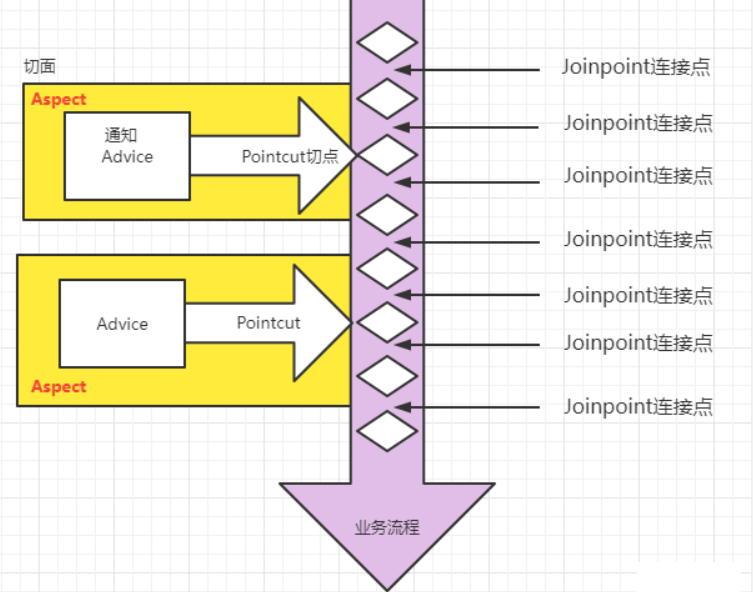 切面
Aspect
通知
Advice
Pointcut切点
Advice
Pointcut
Aspect
Joinpoint连接点
Joinpoint连接点
Joinpoint连接点
Joinpoint连接点
Joinpoint连接点
Joinpoint连接点
Joinpoint连接点
业务流程